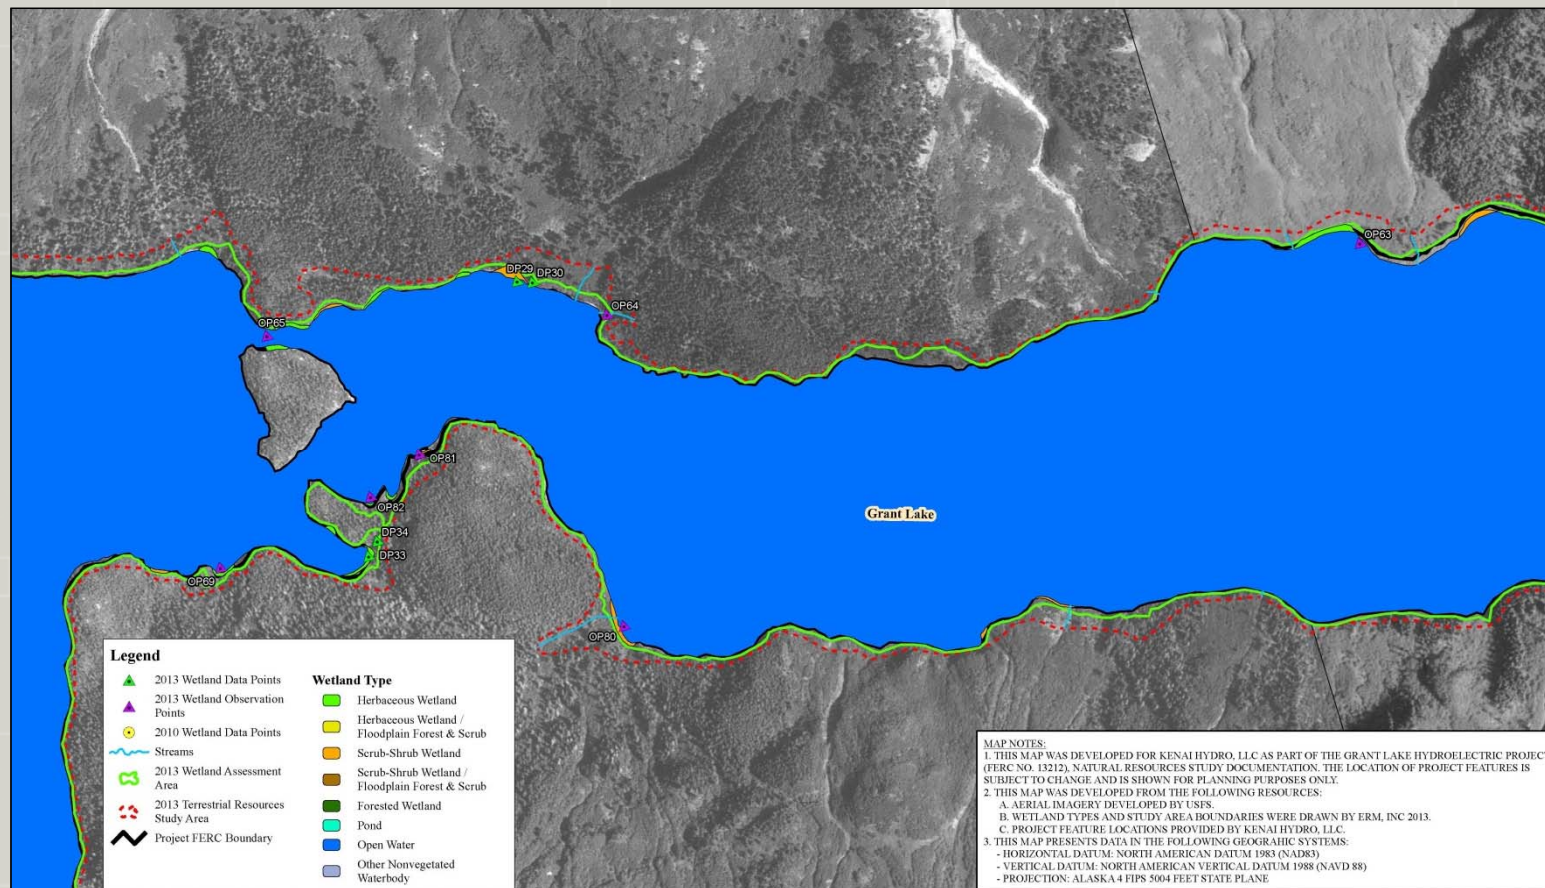 OP63
DP29
DP30
OP64
OP65
OP81
OP82
Grant Lake
DP34
DP33
OP69
OP80
Legend
2013 Wetland Data Points
2013 Wetland Observation
Points
2010 Wetland Data Points
Streams
2013 Wetland Assessment
Area
2013 Terrestrial Resources
Study Area
Project FERC Boundary
Wetland Type
Herbaceous Wetland
Herbaceous Wetland /
Floodplain Forest & Scrub
Scrub-Shrub Wetland
Scrub-Shrub Wetland /
Floodplain Forest & Scrub
Forested Wetland
Pond
Open Water
Other Nonvegetated
Waterbody
MAP NOTES:
1. THIS MAP WAS DEVELOPED FOR KENAI HYDRO, LLC AS PART OF THE GRANT LAKE HYDROELECTRIC PROJECT
(FERC NO. 13212), NATURAL RESOURCES STUDY DOCUMENTATION. THE LOCATION OF PROJECT FEATURES IS
SUBJECT TO CHANGE AND IS SHOWN FOR PLANNING PURPOSES ONLY.
2. THIS MAP WAS DEVELOPED FROM THE FOLLOWING RESOURCES:
A. AERIAL IMAGERY DEVELOPED BY USFS.
B. WETLAND TYPES AND STUDY AREA BOUNDARIES WERE DRAWN BY ERM, INC 2013.
C. PROJECT FEATURE LOCATIONS PROVIDED BY KENAI HYDRO, LLC.
3. THIS MAP PRESENTS DATA IN THE FOLLOWING GEOGRAHIC SYSTEMS:
- HORIZONTAL DATUM: NORTH AMERICAN DATUM 1983 (NAD83)
- VERTICAL DATUM: NORTH AMERICAN VERTICAL DATUM 1988 (NAVD 88)
- PROJECTION: ALASKA 4 FIPS 5004 FEET STATE PLANE